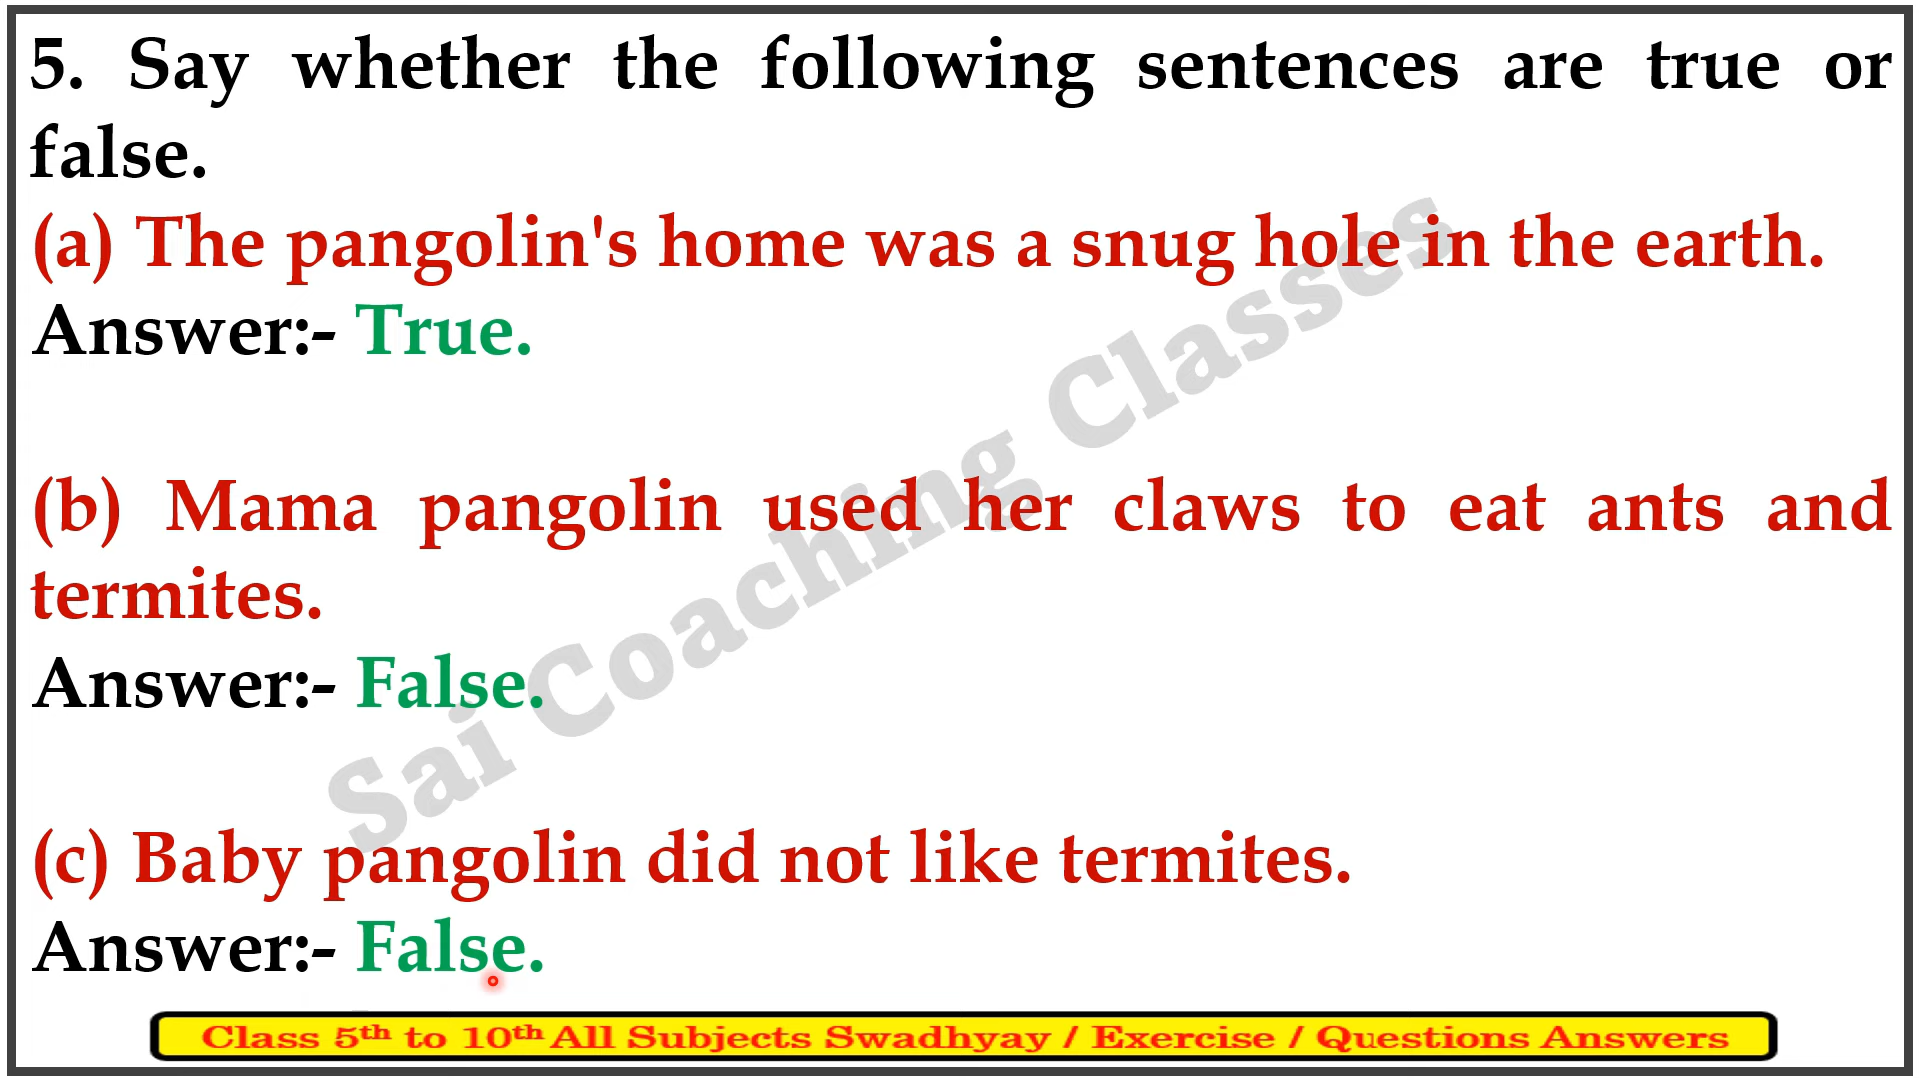 5. Say whether the following sentences are true or
false.
(a) The pangolin's home was a snug hole in the earth.
Answer:- True.
(b) Mama pangolin used her claws to eat ants and
termites.
Answer:- False.
(c) Baby pangolin did not like termites.
Answer:- False.
Sai Coaching Classes
Class 5th to 10th All Subjects Swadhyay / Exercise / Questions Answers